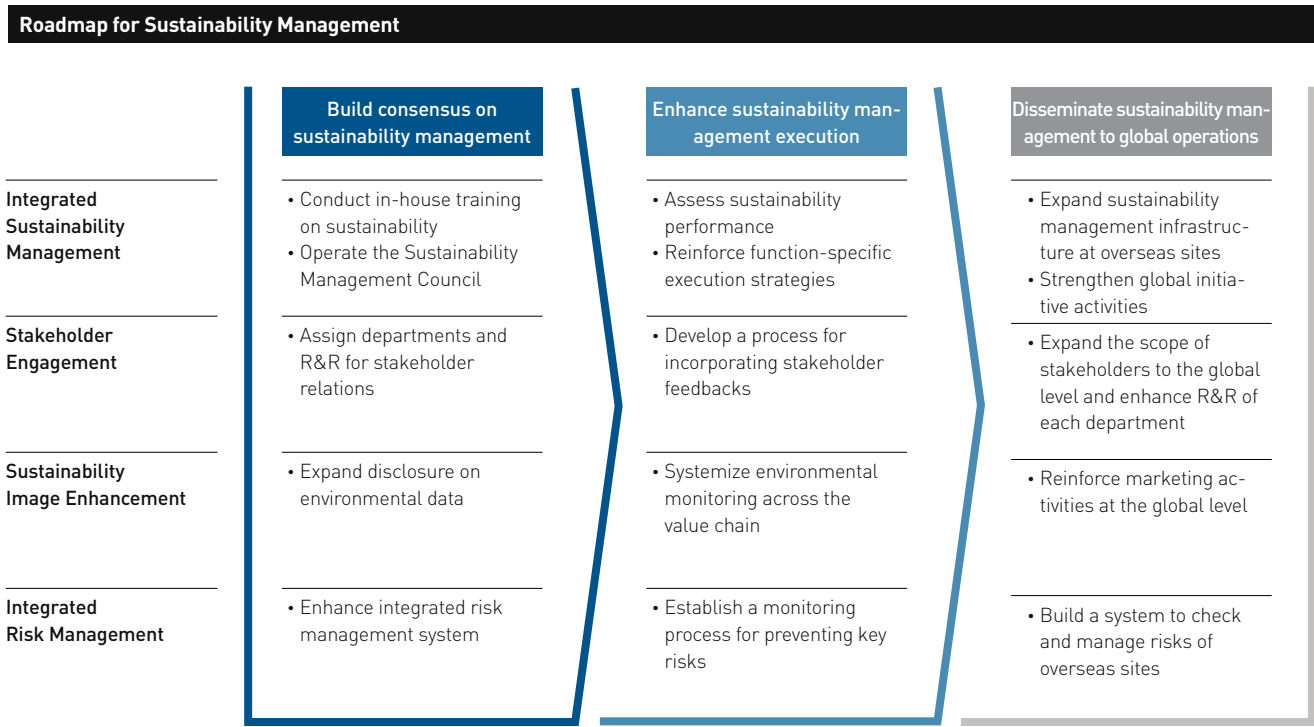 Roadmap for Sustainability Management
Build consensus on
sustainability management
Enhance sustainability man-
agement execution
Disseminate sustainability man-
agement to global operations
Integrated
Sustainability
Management
• Conduct in-house training
on sustainability
• Operate the Sustainability
Management Council
• Assess sustainability
performance
• Reinforce function-specific
execution strategies
• Expand sustainability
management infrastruc-
ture at overseas sites
• Strengthen global initia-
tive activities
Stakeholder
Engagement
• Assign departments and
R&R for stakeholder
relations
• Develop a process for
incorporating stakeholder
feedbacks
• Expand the scope of
stakeholders to the global
level and enhance R&R of
each department
Sustainability
Image Enhancement
• Expand disclosure on
environmental data
• Systemize environmental
monitoring across the
value chain
• Reinforce marketing ac-
tivities at the global level
Integrated
Risk Management
• Enhance integrated risk
management system
• Establish a monitoring
process for preventing key
risks
• Build a system to check
and manage risks of
overseas sites